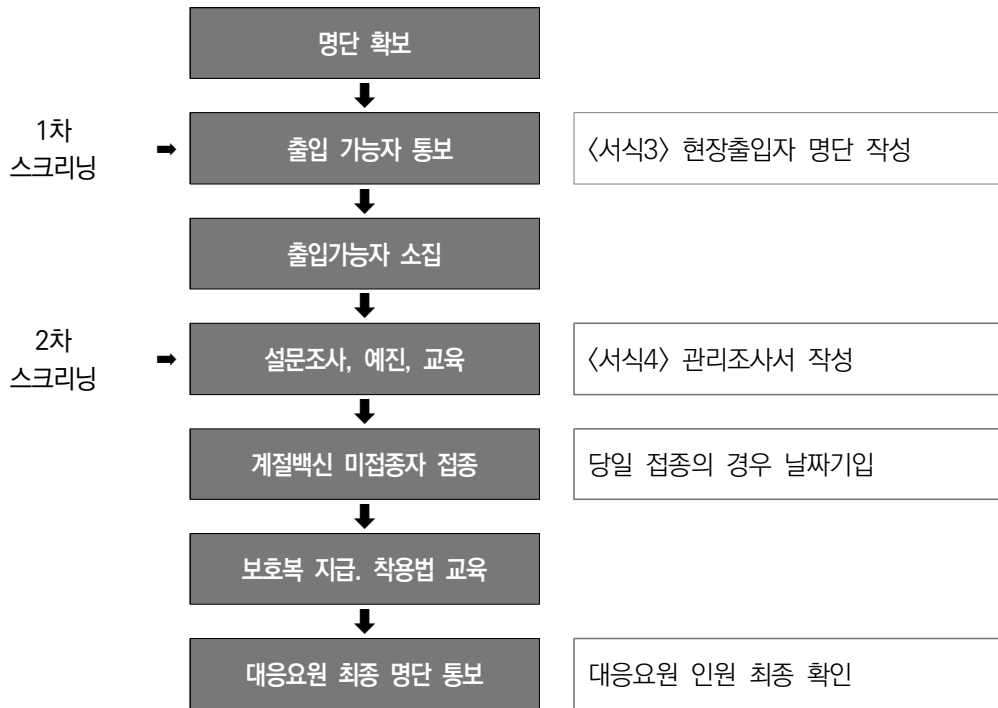 명단 확보
1차
스크리닝
출입 가능자 통보
〈서식3〉 현장출입자 명단 작성
출입가능자 소집
2차
스크리닝
설문조사, 예진, 교육
〈서식4〉 관리조사서 작성
계절백신 미접종자 접종
당일 접종의 경우 날짜기입
보호복 지급. 착용법 교육
대응요원 최종 명단 통보
대응요원 인원 최종 확인